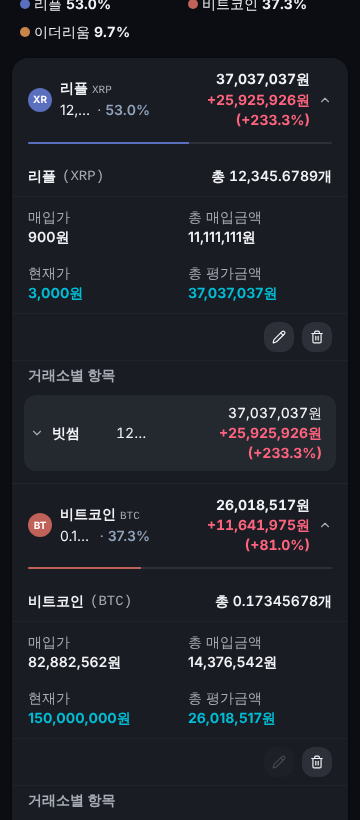 리플 53.0% 비트코인 37.3%
이더리움 9.7%
XR 리플 XRP 37,037,037원
12,... · 53.0% +25,925,926원
(+233.3%)
리플 (XRP) 총 12,345.6789개
매입가 총 매입금액
900원 11,111,111원
현재가 총 평가금액
3,000원 37,037,037원
거래소별 항목
빗썸 12... 37,037,037원
+25,925,926원
(+233.3%)
BT 비트코인 BTC 26,018,517원
0.1... · 37.3% +11,641,975원
(+81.0%)
비트코인 (BTC) 총 0.17345678개
매입가 총 매입금액
82,882,562원 14,376,542원
현재가 총 평가금액
150,000,000원 26,018,517원
거래소별 항목